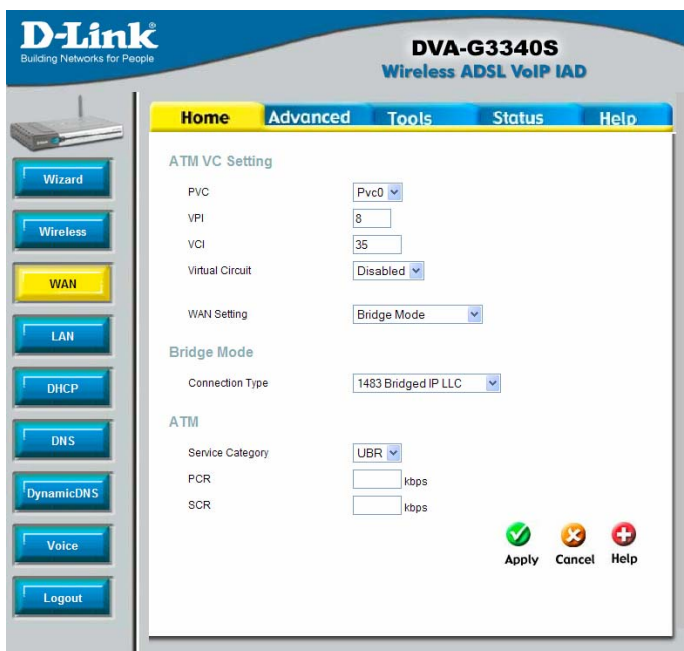 D-Link
Building Networks for People
DVA-G3340S
Wireless ADSL VoIP IAD
Home Advanced Tools Status Help
Wizard
Wireless
WAN
LAN
DHCP
DNS
DynamicDNS
Voice
Logout
ATM VC Setting
PVC Pvc0
VPI 8
VCI 35
Virtual Circuit Disabled
WAN Setting Bridge Mode
Bridge Mode
Connection Type 1483 Bridged IP LLC
ATM
Service Category UBR
PCR kbps
SCR kbps
Apply Cancel Help